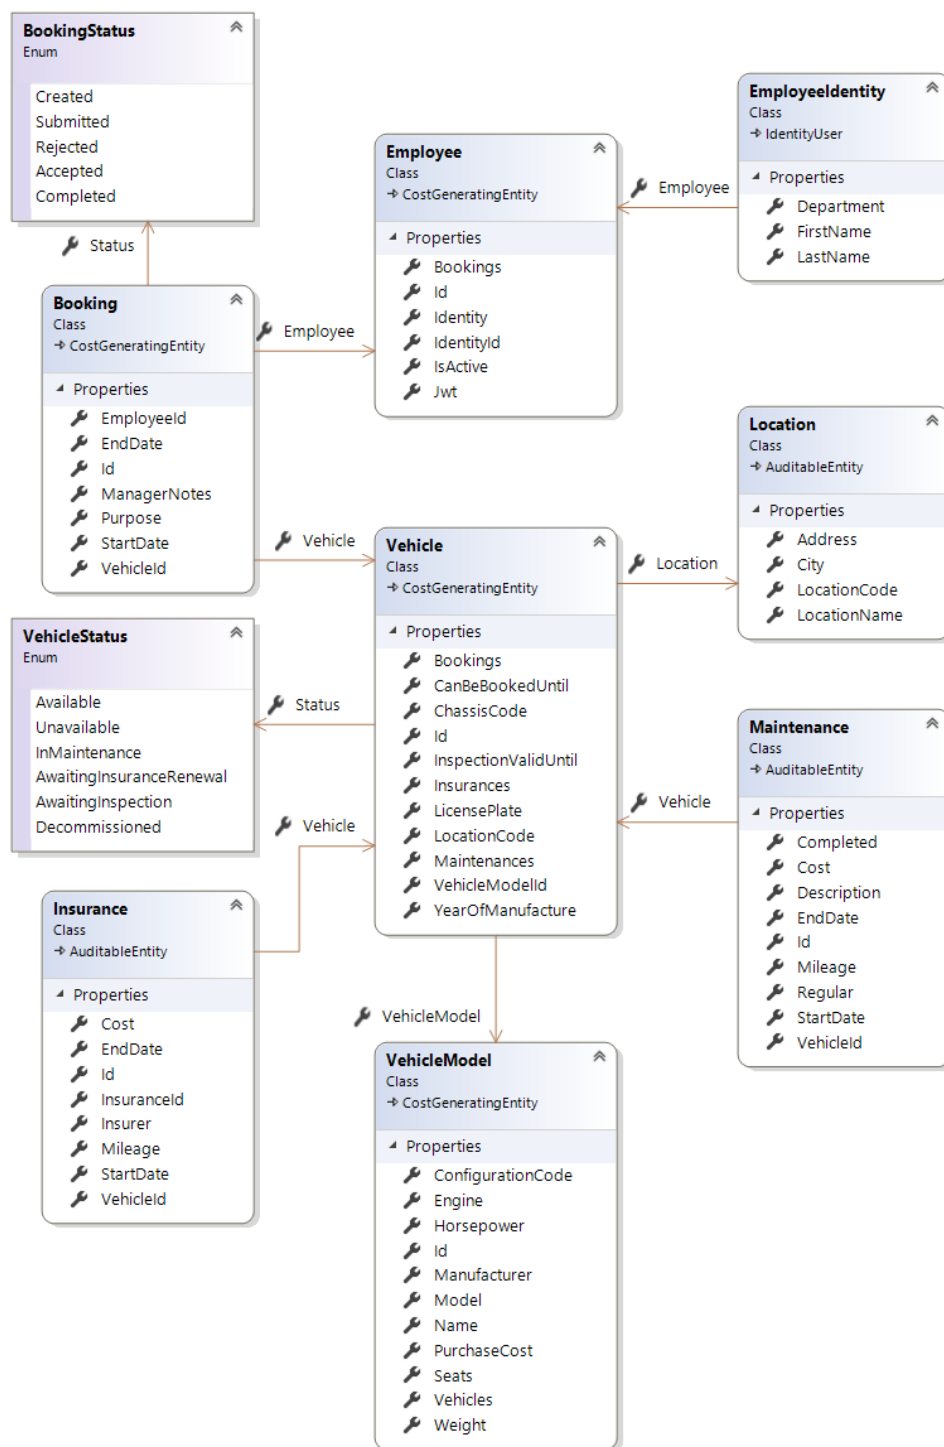 BookingStatus
Enum
Created
Submitted
Rejected
Accepted
Completed
Status
Booking
Class
CostGeneratingEntity
Properties
EmployeeId
EndDate
Id
ManagerNotes
Purpose
StartDate
VehicleId
Employee
Employee
Class
CostGeneratingEntity
Properties
Bookings
Id
Identity
IdentityId
IsActive
Jwt
Employee
EmployeeIdentity
Class
IdentityUser
Properties
Department
FirstName
LastName
Vehicle
Vehicle
Class
CostGeneratingEntity
Properties
Bookings
CanBeBookedUntil
ChassisCode
Id
InspectionValidUntil
Insurances
LicensePlate
LocationCode
Maintenances
VehicleModelId
YearOfManufacture
Location
Location
Class
AuditableEntity
Properties
Address
City
LocationCode
LocationName
VehicleStatus
Enum
Available
Unavailable
InMaintenance
AwaitingInsuranceRenewal
AwaitingInspection
Decommissioned
Status
Vehicle
Vehicle
Maintenance
Class
AuditableEntity
Properties
Completed
Cost
Description
EndDate
Id
Mileage
Regular
StartDate
VehicleId
Insurance
Class
AuditableEntity
Properties
Cost
EndDate
Id
InsuranceId
Insurer
Mileage
StartDate
VehicleId
VehicleModel
VehicleModel
Class
CostGeneratingEntity
Properties
ConfigurationCode
Engine
Horsepower
Id
Manufacturer
Model
Name
PurchaseCost
Seats
Vehicles
Weight